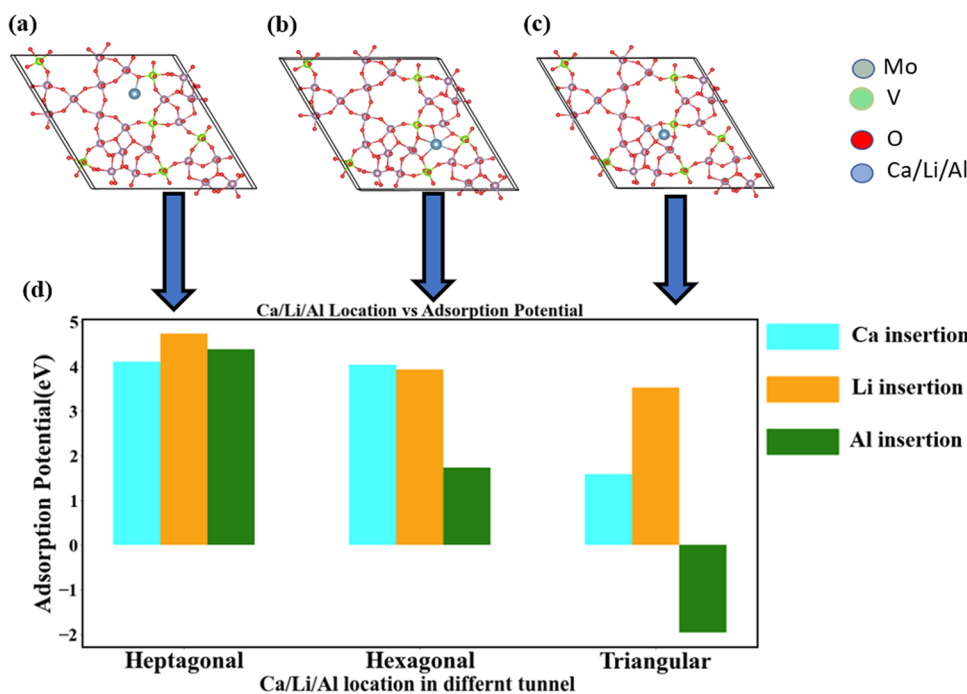 (a)
(b)
(c)
Mo
V
O
Ca/Li/Al
(d)
Ca/Li/Al Location vs Adsorption Potential
Adsorption Potential(eV)
5
4
3
2
1
0
−1
−2
Heptagonal
Hexagonal
Triangular
Ca/Li/Al location in differnt tunnel
Ca insertion
Li insertion
Al insertion